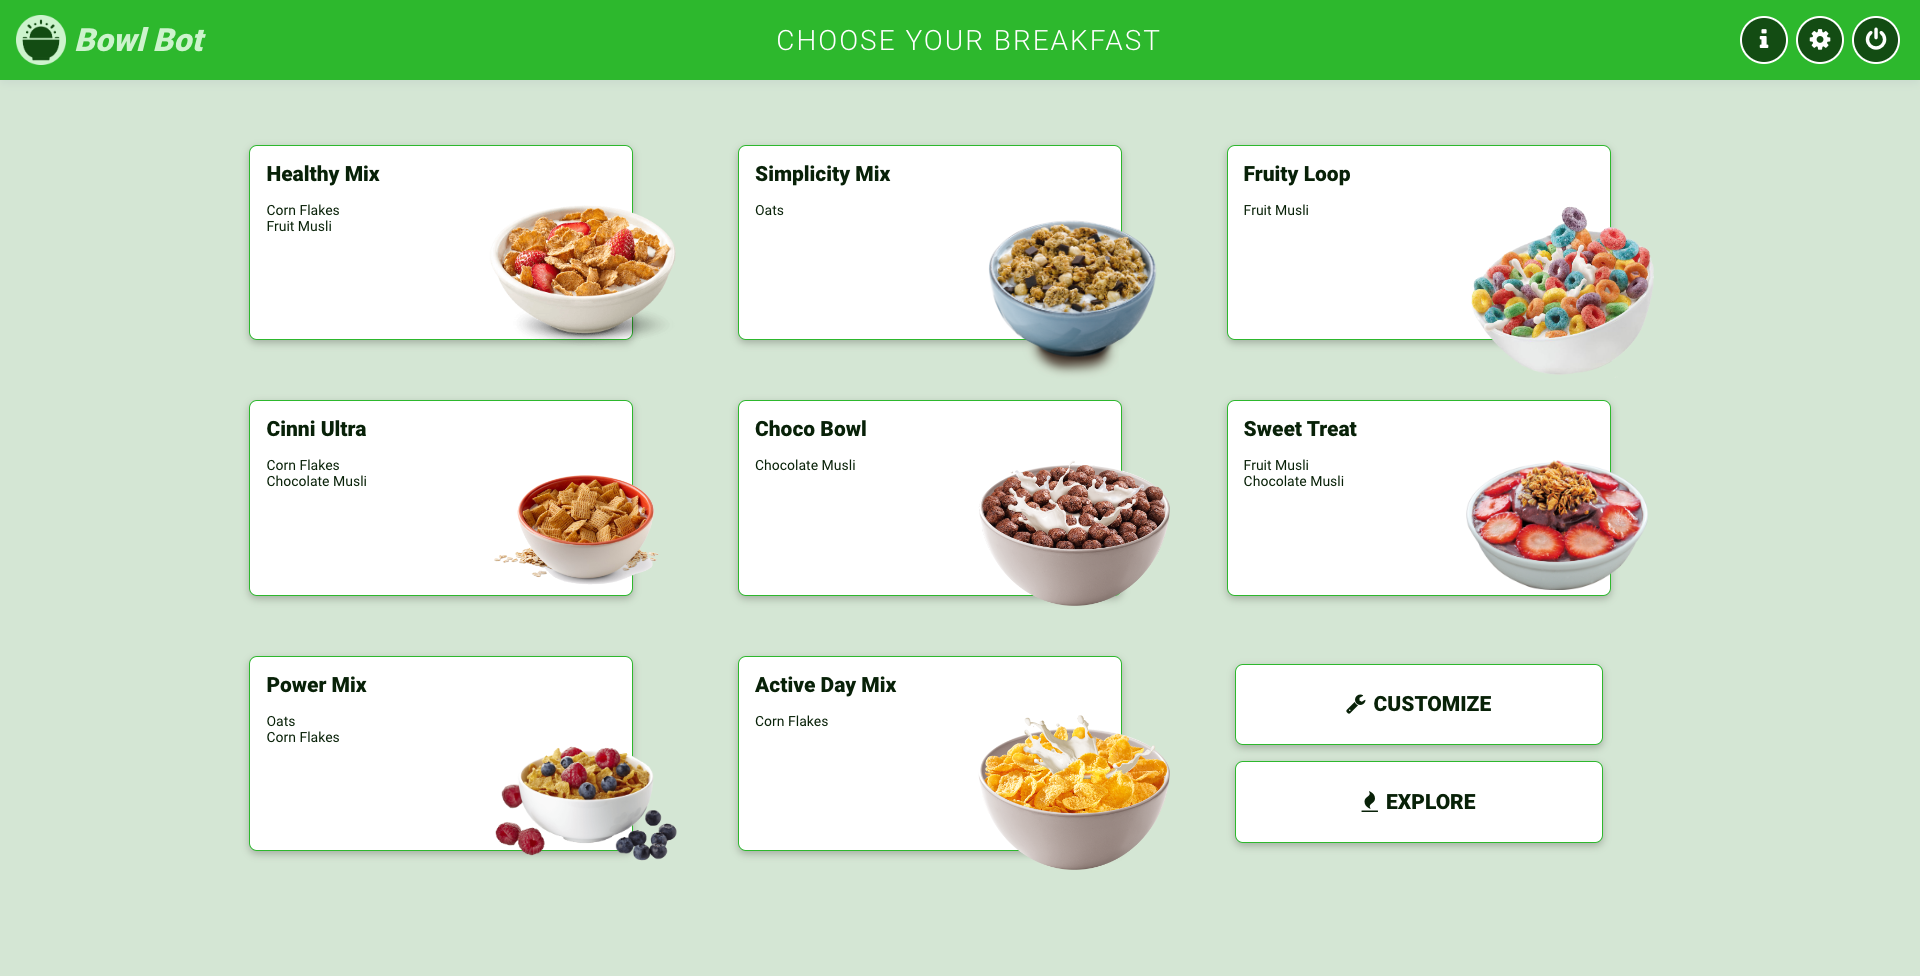 Bowl Bot
CHOOSE YOUR BREAKFAST
Healthy Mix
Corn Flakes
Fruit Musli
Simplicity Mix
Oats
Fruity Loop
Fruit Musli
Cinni Ultra
Corn Flakes
Chocolate Musli
Choco Bowl
Chocolate Musli
Sweet Treat
Fruit Musli
Chocolate Musli
Power Mix
Oats
Corn Flakes
Active Day Mix
Corn Flakes
CUSTOMIZE
EXPLORE